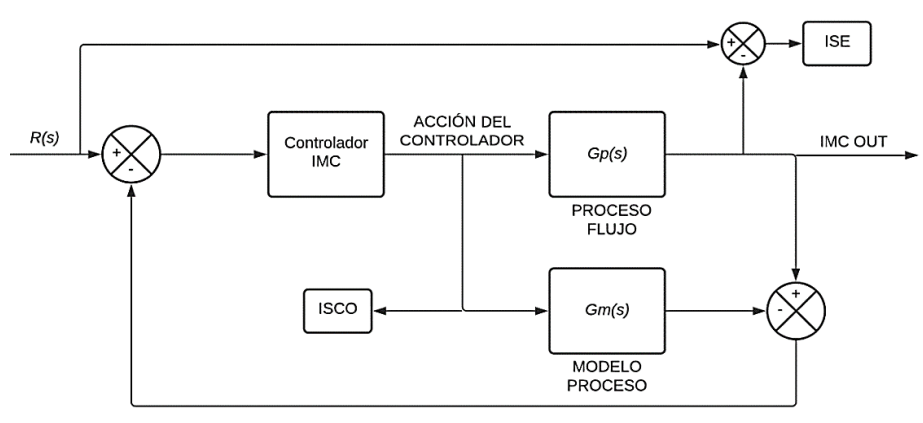 +
-
ISE
R(s)
+
-
Controlador
IMC
ACCIÓN DEL
CONTROLADOR
Gp(s)
IMC OUT
PROCESO
FLUJO
ISCO
Gm(s)
+
-
MODELO
PROCESO